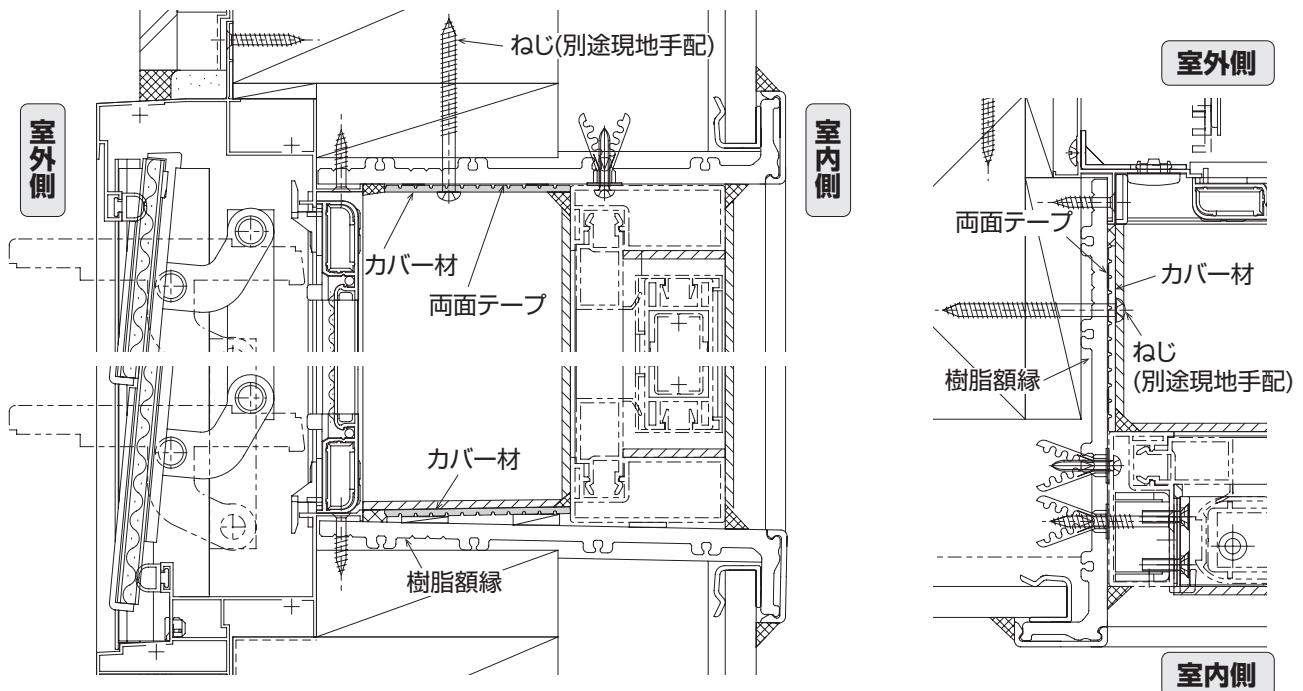 ねじ(別途現地手配)
室外側
室内側
カバー材
両面テープ
カバー材
樹脂額縁
室外側
両面テープ
カバー材
ねじ
(別途現地手配)
樹脂額縁
室内側